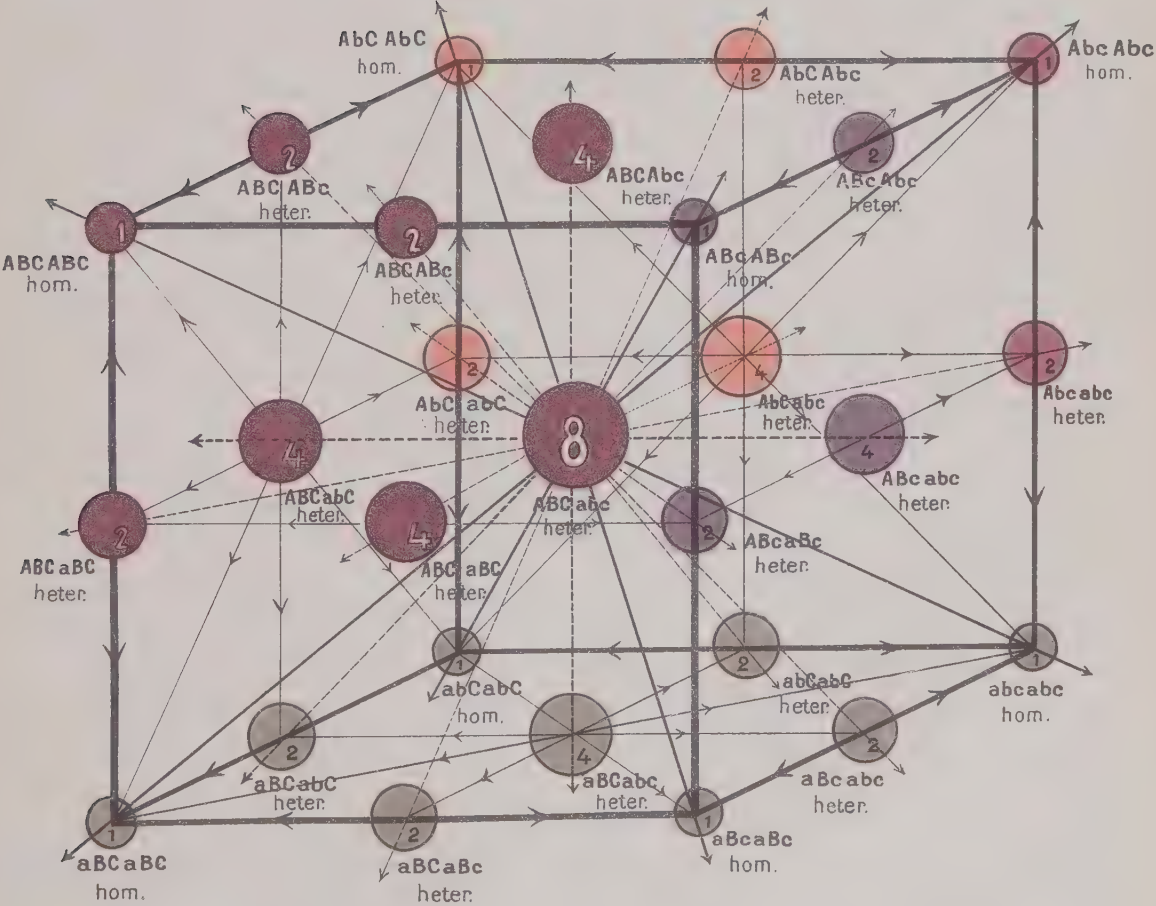 AbC AbC
hom.
1
2
AbC Abc
heter.
1
Abc Abc
hom.
2
ABC ABc
heter.
4
ABC Abc
heter.
2
ABc Abc
heter.
1
ABC ABC
hom.
2
ABC ABc
heter.
1
ABc ABc
hom.
2
AbC abC
heter.
4
AbC abc
heter.
2
Abc abc
heter.
4
ABC abC
heter.
8
ABC abc
heter.
4
ABc abc
heter.
2
ABC aBC
heter.
4
ABC aBC
heter.
2
ABc aBc
heter.
1
abC abC
hom.
2
abC abC
heter.
1
abc abc
hom.
2
aBC abC
heter.
4
aBC abc
heter.
2
aBc abc
heter.
1
aBC aBC
hom.
2
aBC aBc
heter.
1
aBc aBc
hom.